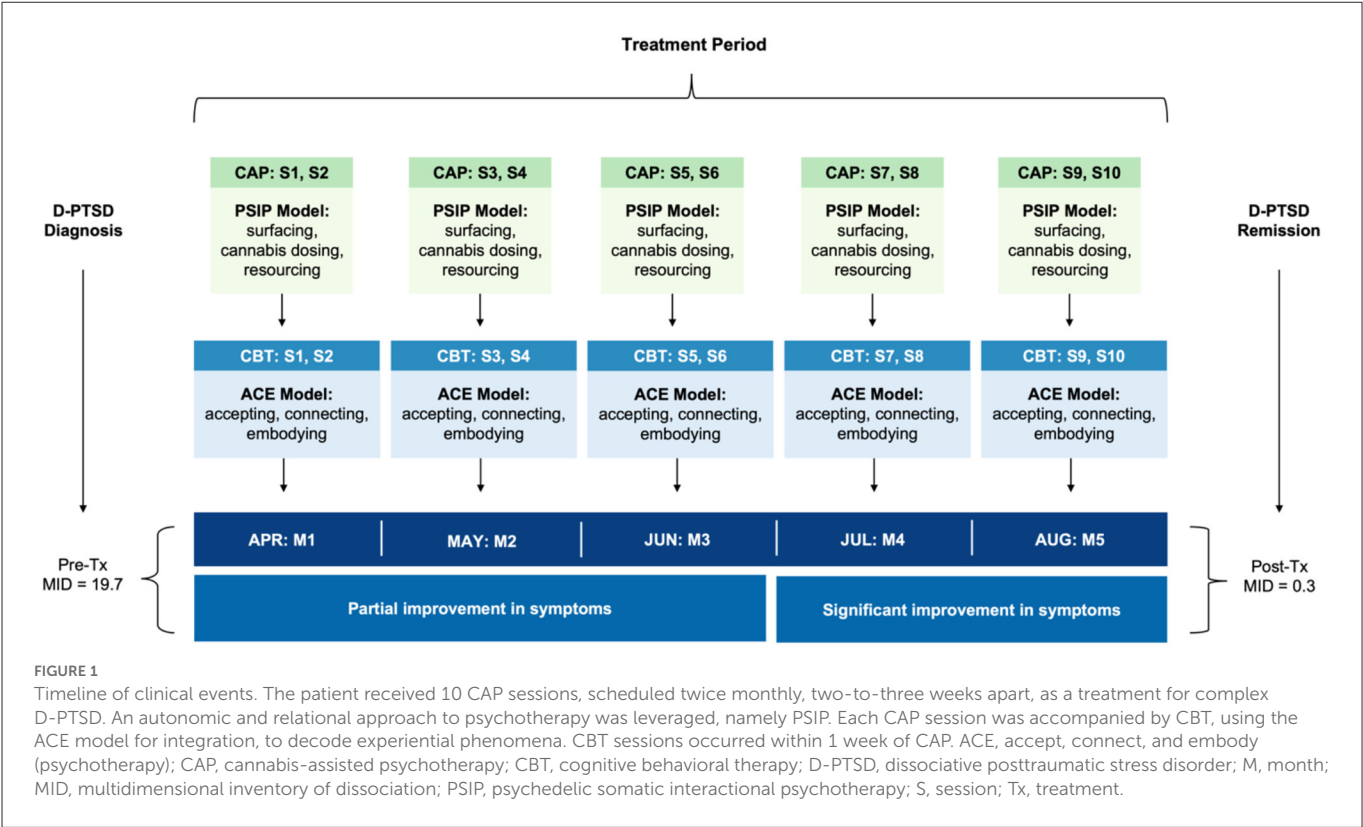 Treatment Period
D-PTSD
Diagnosis
CAP: S1, S2
PSIP Model:
surfacing,
cannabis dosing,
resourcing
CAP: S3, S4
PSIP Model:
surfacing,
cannabis dosing,
resourcing
CAP: S5, S6
PSIP Model:
surfacing,
cannabis dosing,
resourcing
CAP: S7, S8
PSIP Model:
surfacing,
cannabis dosing,
resourcing
CAP: S9, S10
PSIP Model:
surfacing,
cannabis dosing,
resourcing
D-PTSD
Remission
CBT: S1, S2
ACE Model:
accepting, connecting,
embodying
CBT: S3, S4
ACE Model:
accepting, connecting,
embodying
CBT: S5, S6
ACE Model:
accepting, connecting,
embodying
CBT: S7, S8
ACE Model:
accepting, connecting,
embodying
CBT: S9, S10
ACE Model:
accepting, connecting,
embodying
Pre-Tx
MID = 19.7
APR: M1
MAY: M2
JUN: M3
JUL: M4
AUG: M5
Partial improvement in symptoms
Significant improvement in symptoms
Post-Tx
MID = 0.3
FIGURE 1
Timeline of clinical events. The patient received 10 CAP sessions, scheduled twice monthly, two-to-three weeks apart, as a treatment for complex
D-PTSD. An autonomic and relational approach to psychotherapy was leveraged, namely PSIP. Each CAP session was accompanied by CBT, using the
ACE model for integration, to decode experiential phenomena. CBT sessions occurred within 1 week of CAP. ACE, accept, connect, and embody
(psychotherapy); CAP, cannabis-assisted psychotherapy; CBT, cognitive behavioral therapy; D-PTSD, dissociative posttraumatic stress disorder; M, month;
MID, multidimensional inventory of dissociation; PSIP, psychedelic somatic interactional psychotherapy; S, session; Tx, treatment.